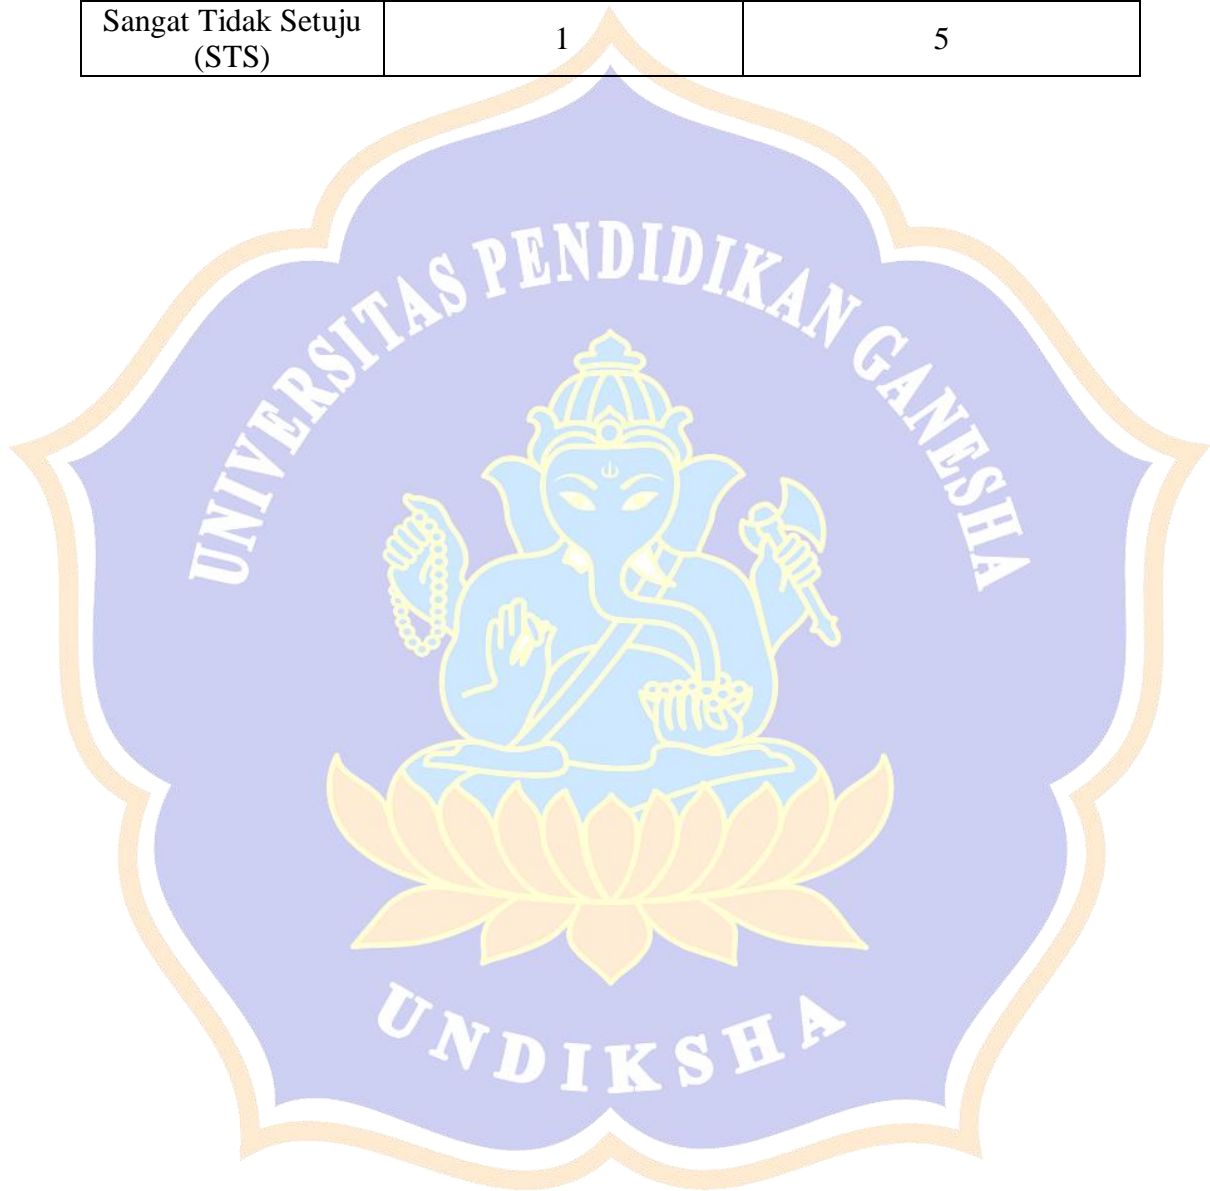 Sangat Tidak Setuju
(STS)
1
5
UNIVERSITAS PENDIDIKAN GANESHA
UNDIKSHA